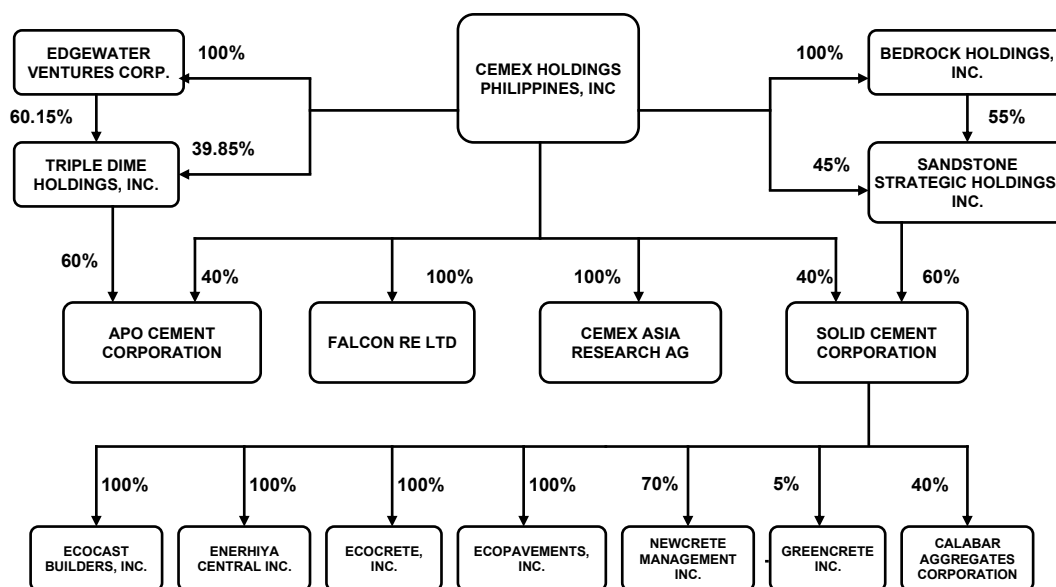 EDGEWATER
VENTURES CORP.
100%
CEMEX HOLDINGS
PHILIPPINES, INC
100%
BEDROCK HOLDINGS,
INC.
60.15%
55%
39.85%
TRIPLE DIME
HOLDINGS, INC.
45%
SANDSTONE
STRATEGIC HOLDINGS
INC.
60%
40%
100%
100%
40%
60%
APO CEMENT
CORPORATION
FALCON RE LTD
CEMEX ASIA
RESEARCH AG
SOLID CEMENT
CORPORATION
100%
100%
100%
100%
70%
5%
40%
ECOCAST
BUILDERS, INC.
ENERHIYA
CENTRAL INC.
ECOCRETE,
INC.
ECOPAVEMENTS,
INC.
NEWCRETE
MANAGEMENT
INC.
GREENCRETE
INC.
CALABAR
AGGREGATES
CORPORATION